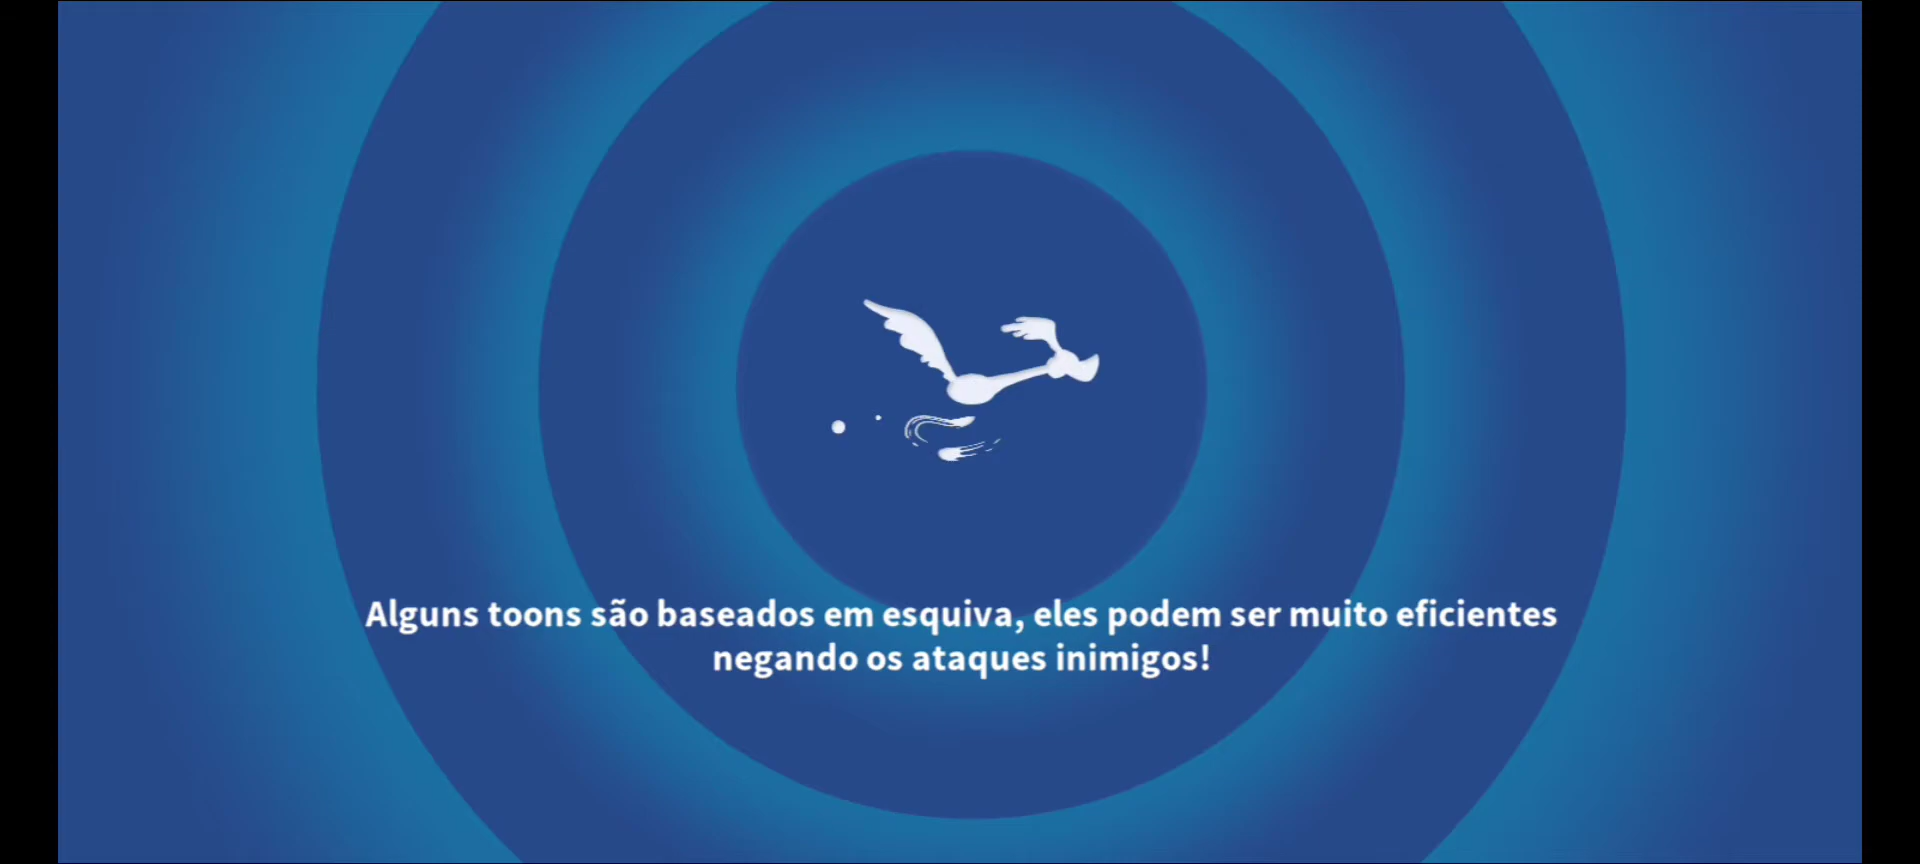 Alguns toons são baseados em esquiva, eles podem ser muito eficientes
negando os ataques inimigos!